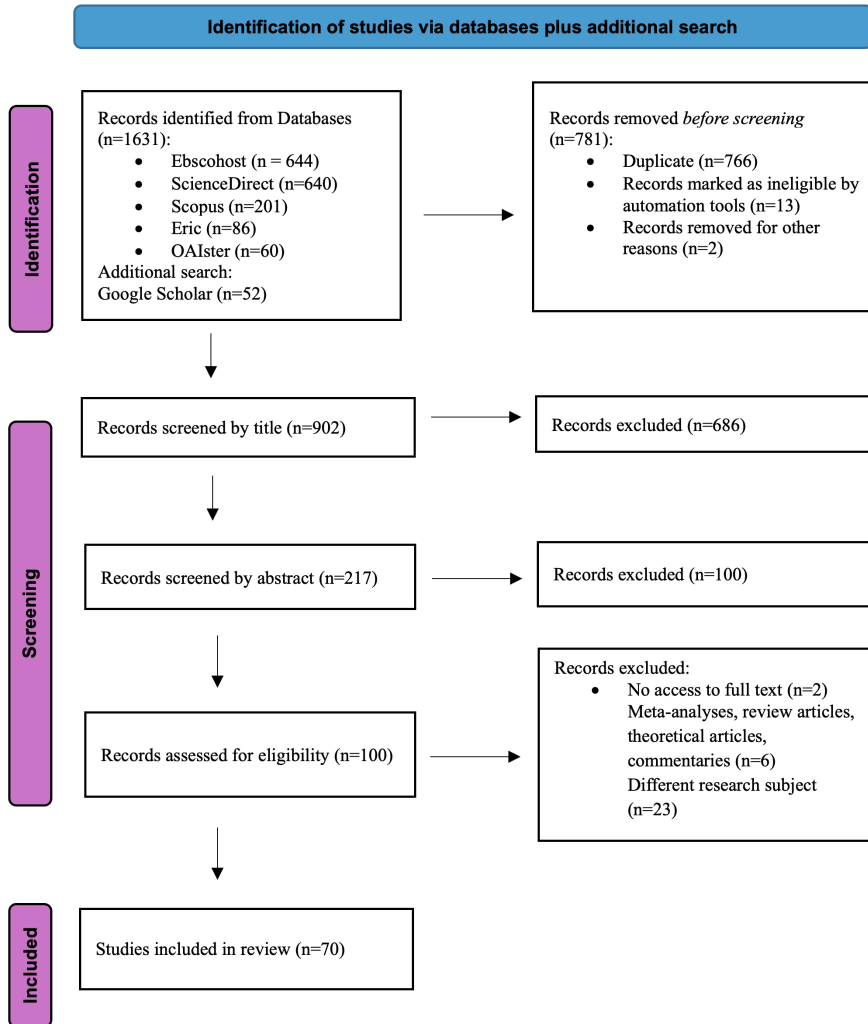 Identification of studies via databases plus additional search
Identification
Records identified from Databases
(n=1631):
• Ebscohost (n = 644)
• ScienceDirect (n=640)
• Scopus (n=201)
• Eric (n=86)
• OAIster (n=60)
Additional search:
Google Scholar (n=52)
Records removed before screening
(n=781):
• Duplicate (n=766)
• Records marked as ineligible by
automation tools (n=13)
• Records removed for other
reasons (n=2)
Screening
Records screened by title (n=902)
Records excluded (n=686)
Records screened by abstract (n=217)
Records excluded (n=100)
Records assessed for eligibility (n=100)
Records excluded:
• No access to full text (n=2)
Meta-analyses, review articles,
theoretical articles,
commentaries (n=6)
Different research subject
(n=23)
Included
Studies included in review (n=70)